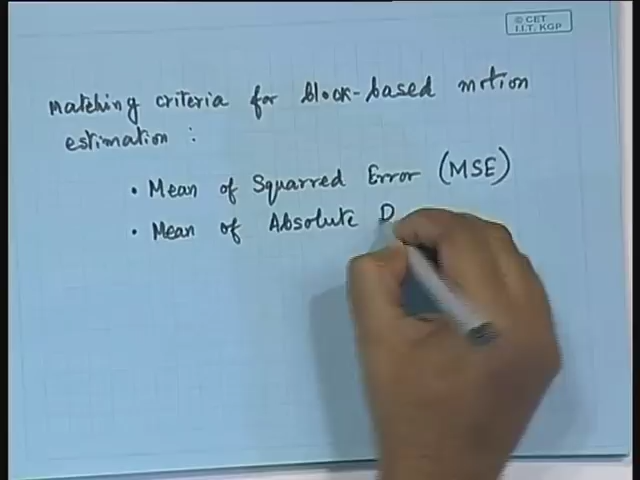 © CET
I.I.T. KGP
Matching criteria for block-based motion
estimation :
• Mean of Squarred Error (MSE)
• Mean of Absolute D